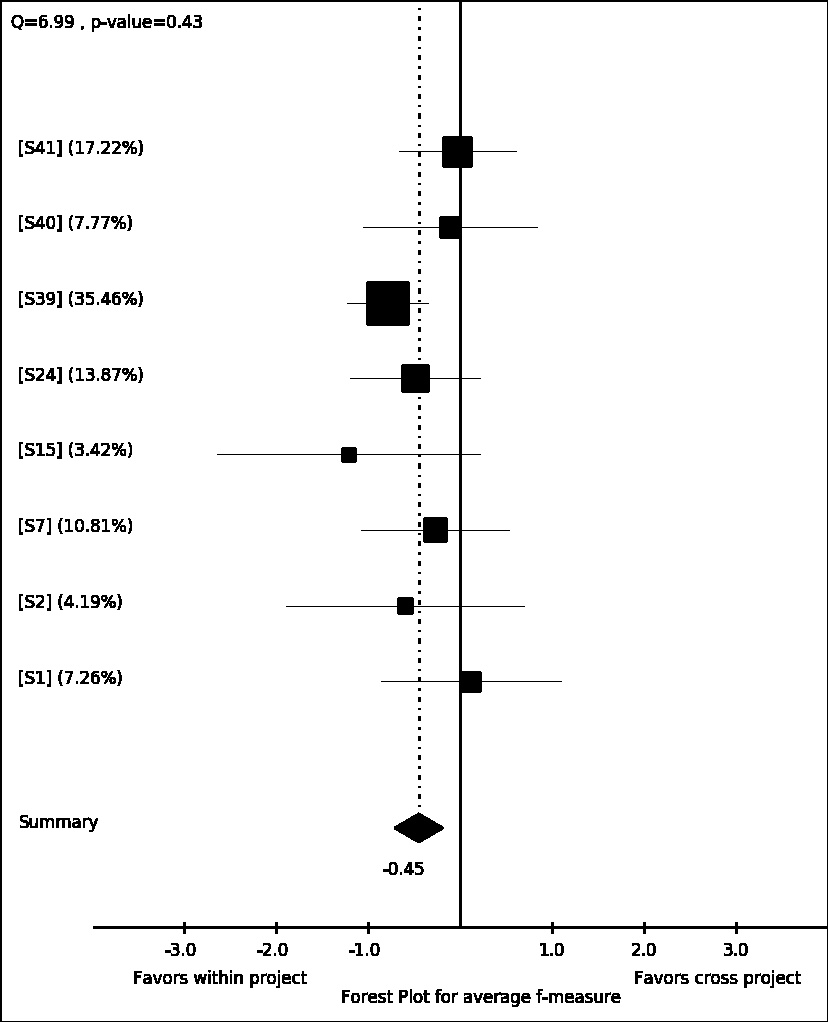 Q=6.99 , p-value=0.43
[S41] (17.22%)
[S40] (7.77%)
[S39] (35.46%)
[S24] (13.87%)
[S15] (3.42%)
[S7] (10.81%)
[S2] (4.19%)
[S1] (7.26%)
Summary
-0.45
-3.0 -2.0 -1.0 1.0 2.0 3.0
Favors within project Favors cross project
Forest Plot for average f-measure